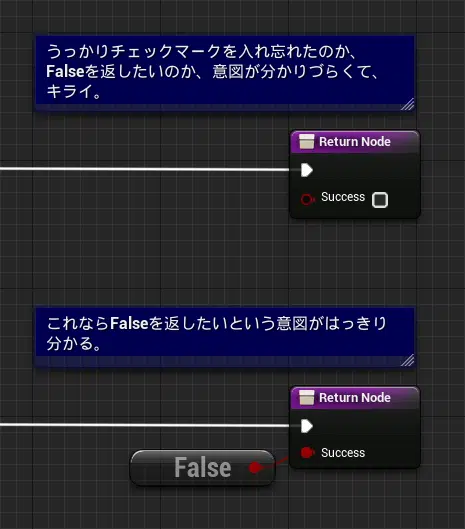 うっかりチェックマークを入れ忘れたのか、
Falseを返したいのか、意図が分かりづらくて、
キライ。
Return Node
Success
これならFalseを返したいという意図がはっきり
分かる。
Return Node
Success
False